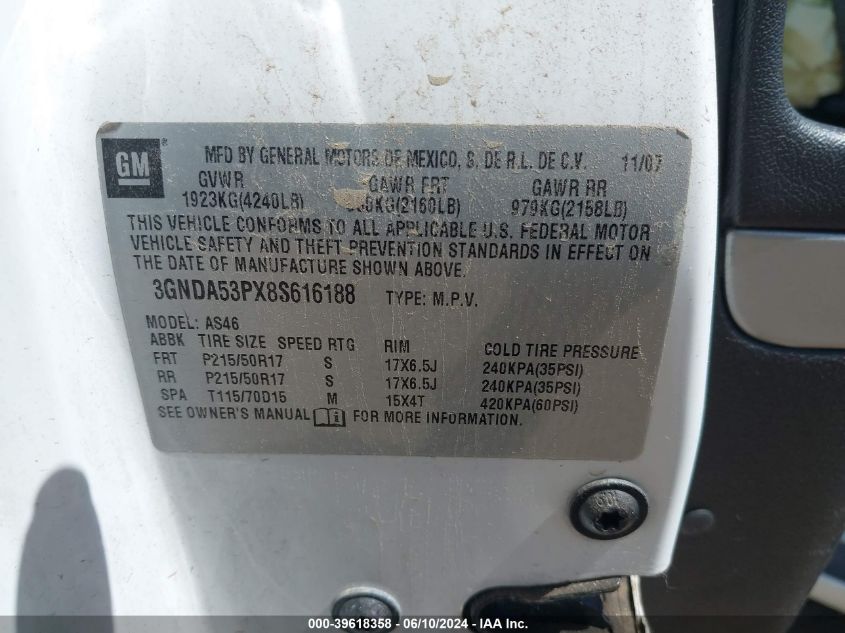 GM ® MFD BY GENERAL MOTORS DE MEXICO, S. DE R.L. DE C.V. 11/07
GVWR GAWR FRT GAWR RR
1923KG(4240LB) KG(2160LB) 979KG(2158LB)
THIS VEHICLE CONFORMS TO ALL APPLICABLE U.S. FEDERAL MOTOR
VEHICLE SAFETY AND THEFT PREVENTION STANDARDS IN EFFECT ON
THE DATE OF MANUFACTURE SHOWN ABOVE.
3GNDA53PX8S616188 TYPE: M.P.V.
MODEL: AS46
ABBK TIRE SIZE SPEED RTG RIM COLD TIRE PRESSURE
FRT P215/50R17 S 17X6.5J 240KPA(35PSI)
RR P215/50R17 S 17X6.5J 240KPA(35PSI)
SPA T115/70D15 M 15X4T 420KPA(60PSI)
SEE OWNER'S MANUAL FOR MORE INFORMATION.
000-39618358 - 06/10/2024 - IAA Inc.